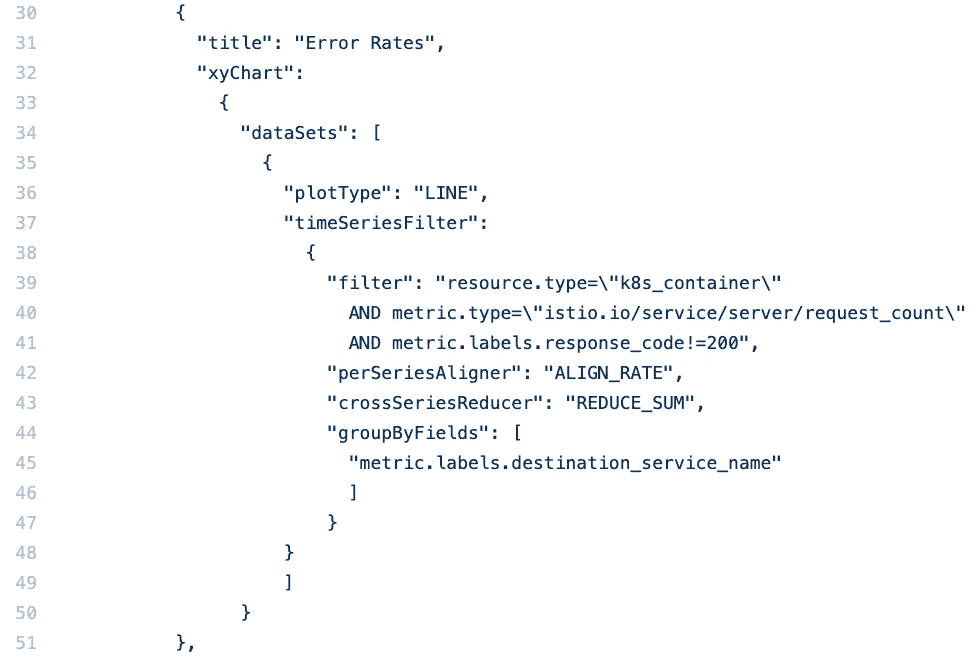 30 {
31 "title": "Error Rates",
32 "xyChart":
33 {
34 "dataSets": [
35 {
36 "plotType": "LINE",
37 "timeSeriesFilter":
38 {
39 "filter": "resource.type=\"k8s_container\"
40 AND metric.type=\"istio.io/service/server/request_count\"
41 AND metric.labels.response_code!=200",
42 "perSeriesAligner": "ALIGN_RATE",
43 "crossSeriesReducer": "REDUCE_SUM",
44 "groupByFields": [
45 "metric.labels.destination_service_name"
46 ]
47 }
48 }
49 ]
50 }
51 },